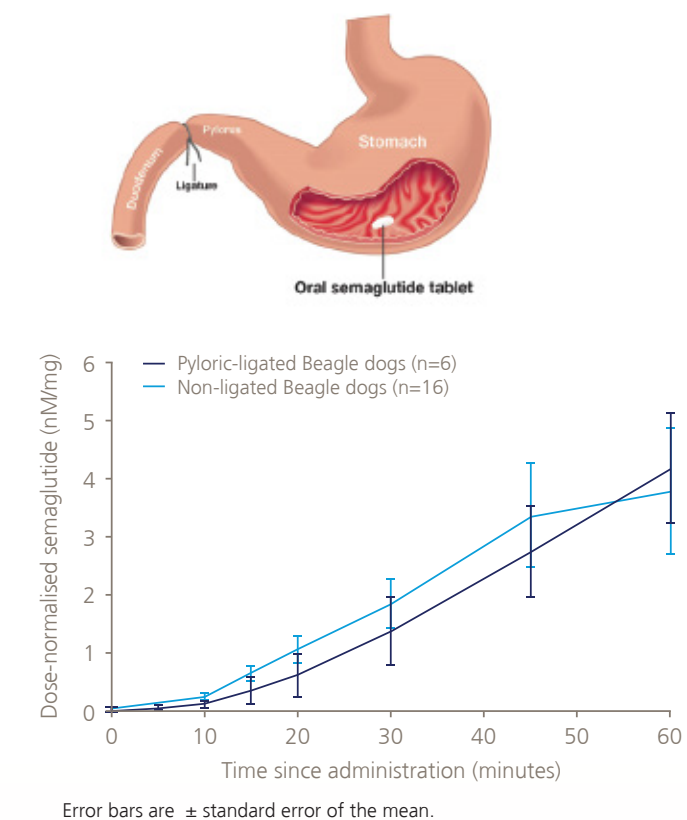 Pylorus
Stomach
Duodenum
Ligature
Oral semaglutide tablet
Dose-normalised semaglutide (nM/mg)
6
5
4
3
2
1
0
Pyloric-ligated Beagle dogs (n=6)
Non-ligated Beagle dogs (n=16)
0 10 20 30 40 50 60
Time since administration (minutes)
Error bars are ± standard error of the mean.